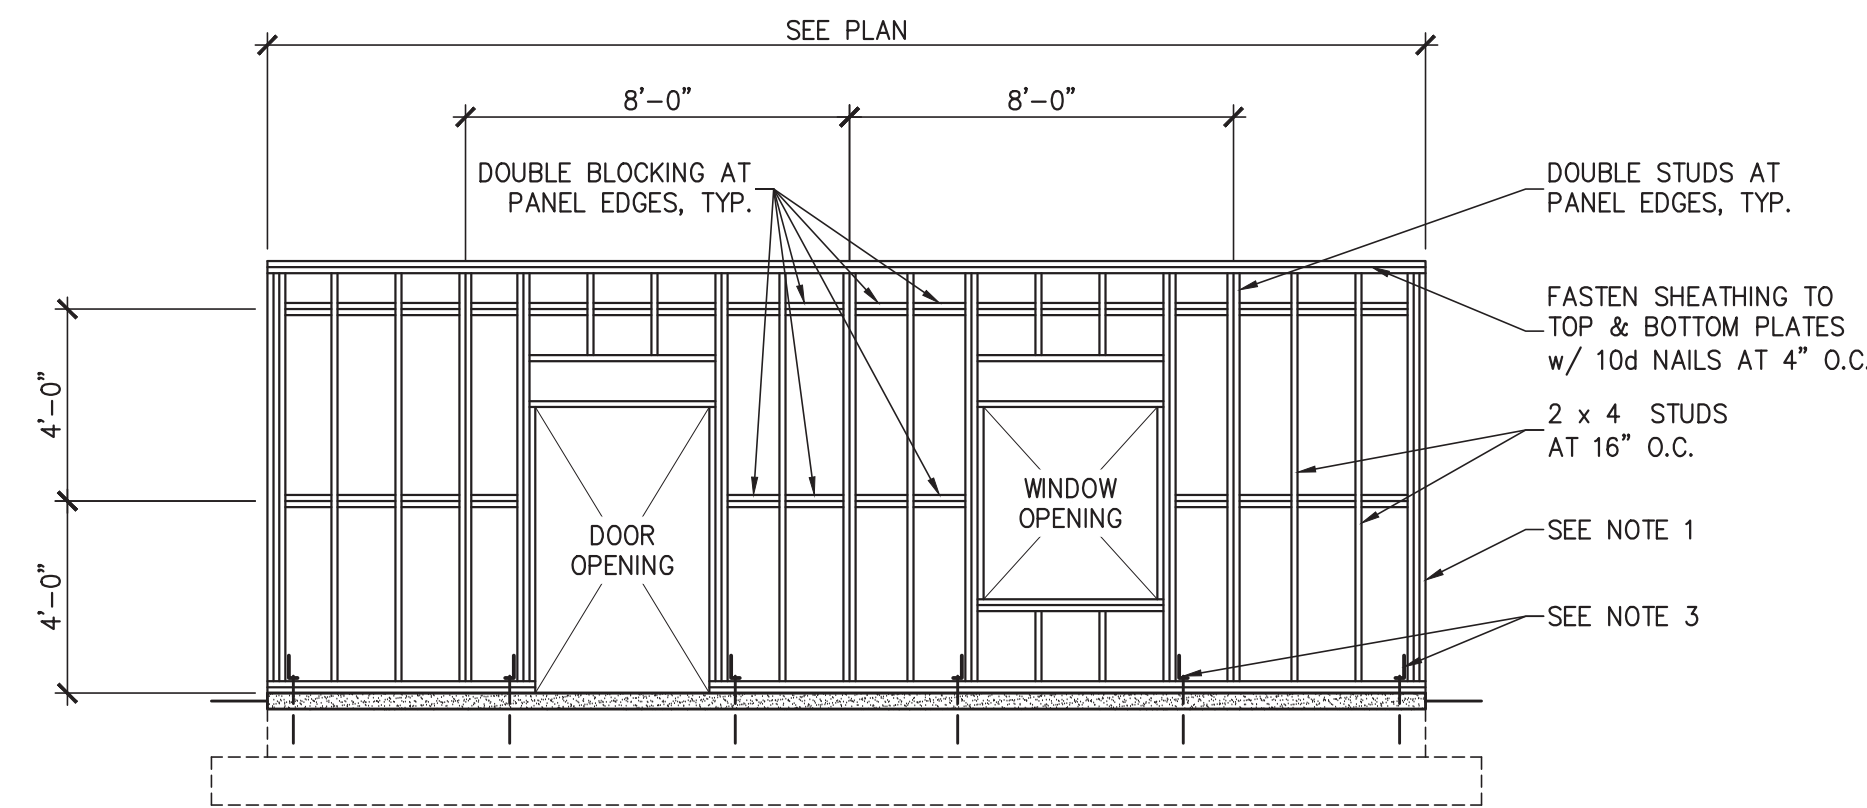 SEE PLAN
8'-0"
8'-0"
DOUBLE BLOCKING AT
PANEL EDGES, TYP.
DOUBLE STUDS AT
PANEL EDGES, TYP.
FASTEN SHEATHING TO
TOP & BOTTOM PLATES
w/ 10d NAILS AT 4" O.C.
4'-0"
2 x 4 STUDS
AT 16" O.C.
WINDOW
OPENING
DOOR
OPENING
SEE NOTE 1
4'-0"
SEE NOTE 3